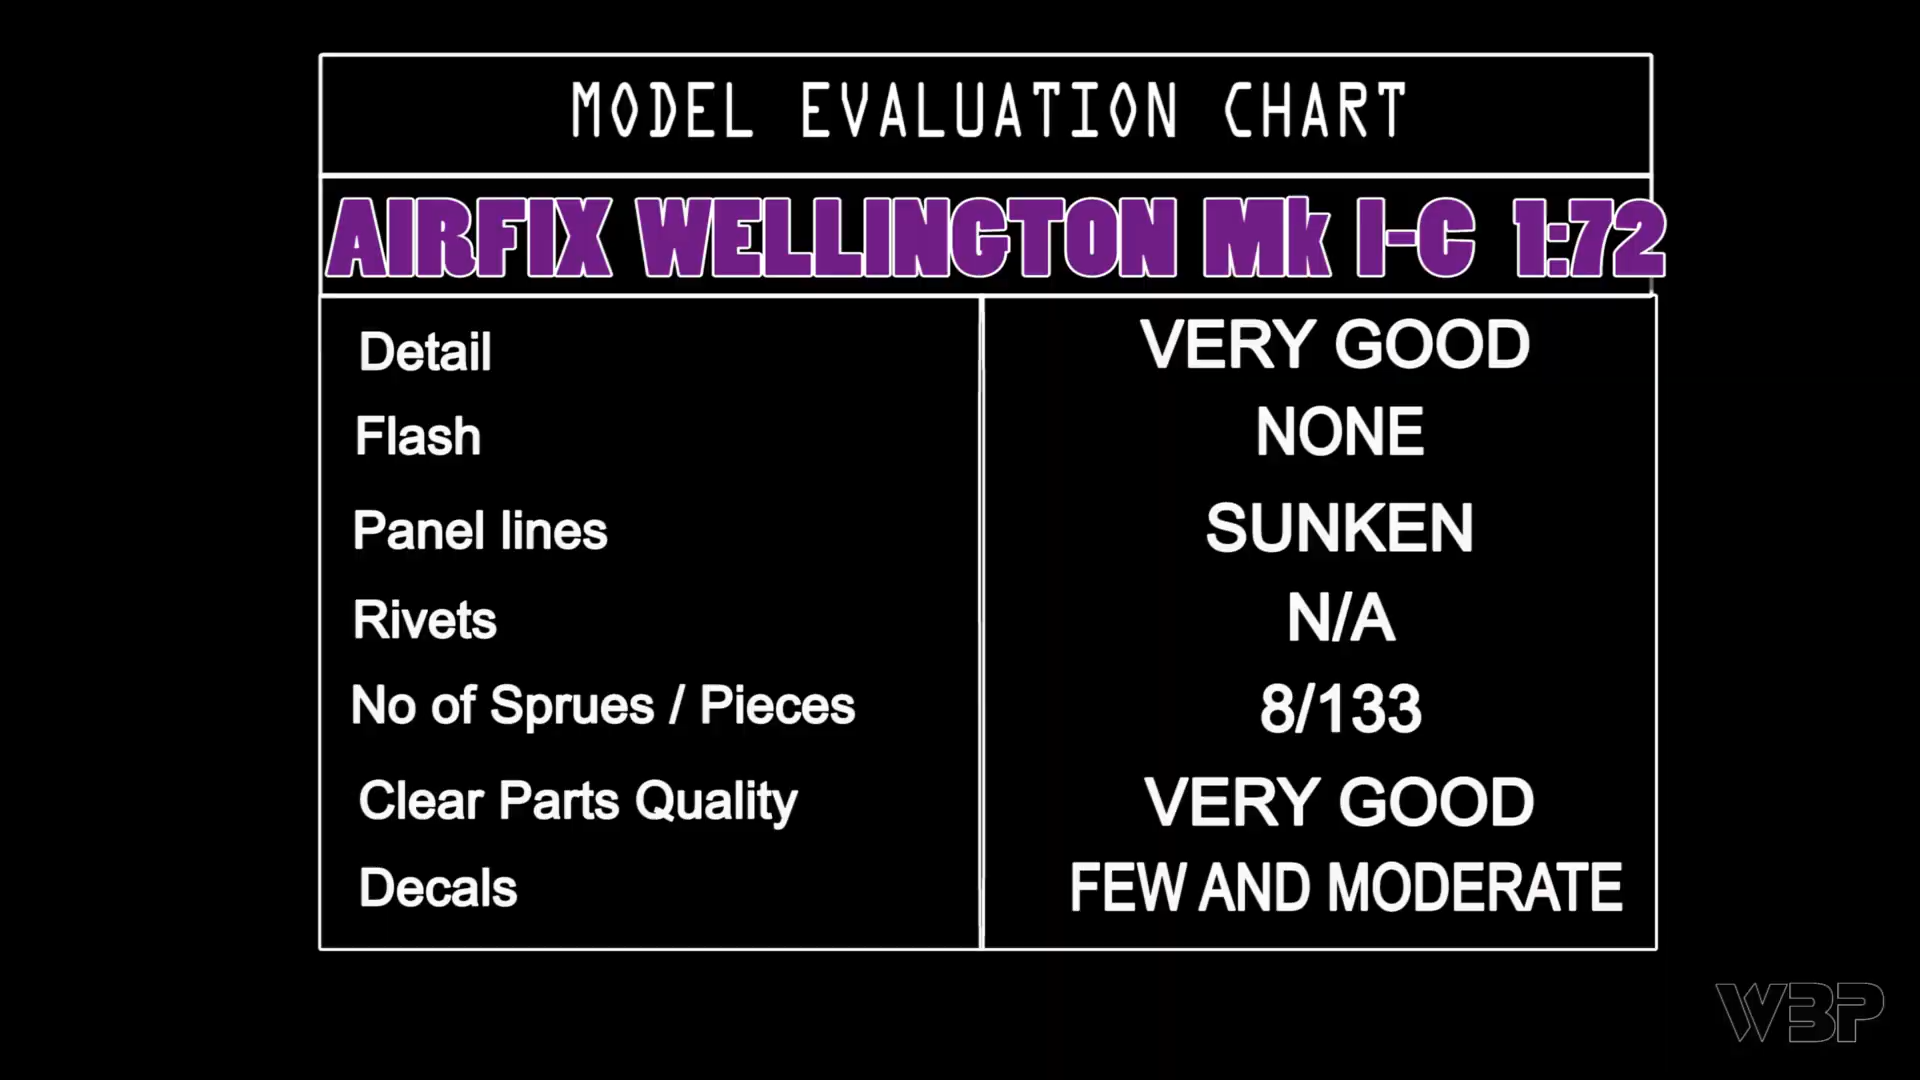 MODEL EVALUATION CHART
AIRFIX WELLINGTON Mk I-C 1:72
Detail VERY GOOD
Flash NONE
Panel lines SUNKEN
Rivets N/A
No of Sprues / Pieces 8/133
Clear Parts Quality VERY GOOD
Decals FEW AND MODERATE
WBP